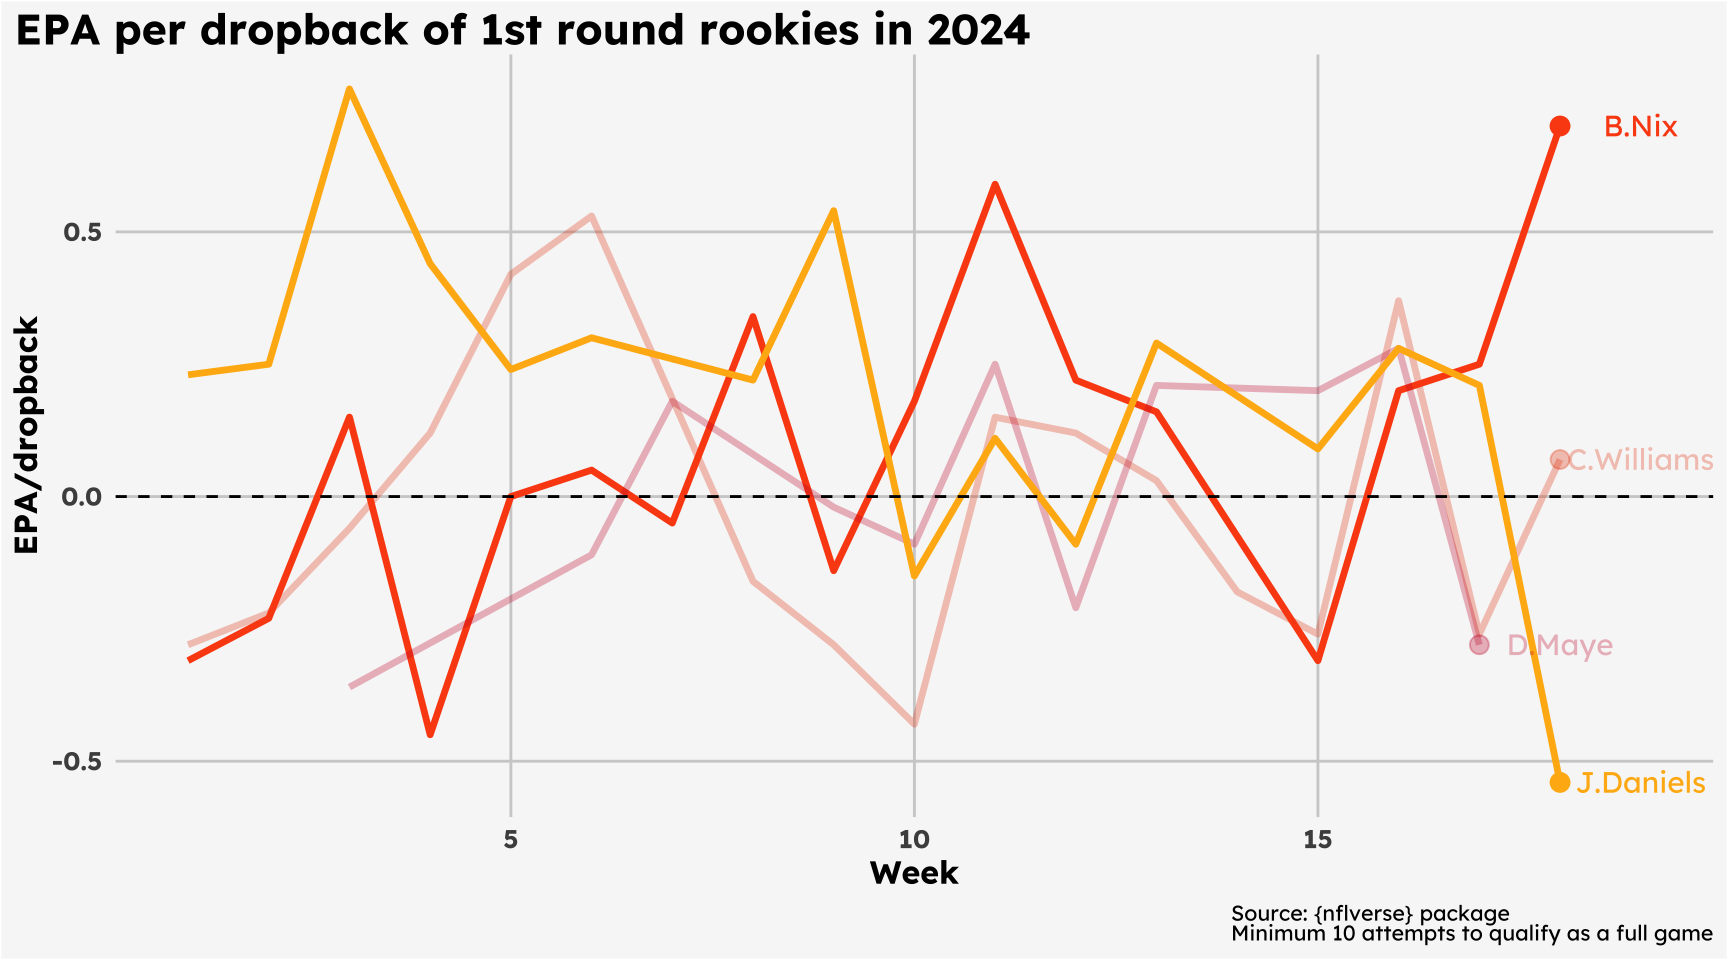 EPA per dropback of 1st round rookies in 2024
B.Nix
0.5
EPA/dropback
C.Williams
0.0
D.Maye
-0.5
J.Daniels
5 10 15
Week
Source: {nflverse} package
Minimum 10 attempts to qualify as a full game